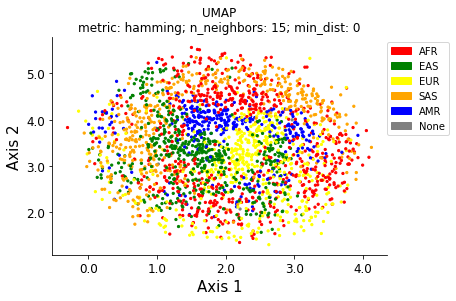 UMAP
metric: hamming; n_neighbors: 15; min_dist: 0
AFR
EAS
EUR
SAS
AMR
None
5.0
4.0
3.0
2.0
Axis 2
0.0 1.0 2.0 3.0 4.0
Axis 1